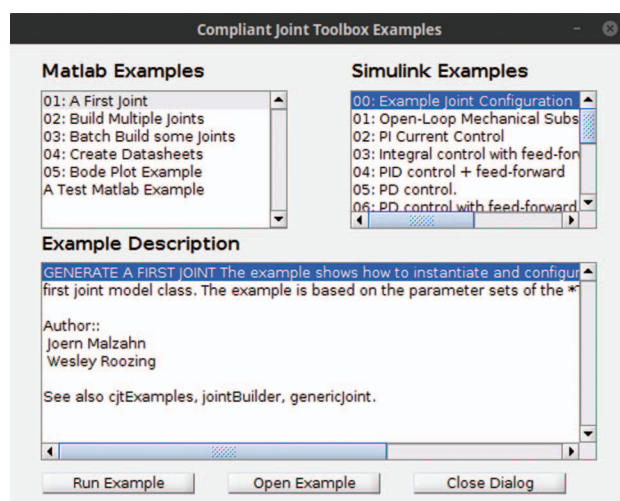 Compliant Joint Toolbox Examples
Matlab Examples
01: A First Joint
02: Build Multiple Joints
03: Batch Build some Joints
04: Create Datasheets
05: Bode Plot Example
A Test Matlab Example
Simulink Examples
00: Example Joint Configuration
01: Open-Loop Mechanical Subs
02: PI Current Control
03: Integral control with feed-for
04: PID control + feed-forward
05: PD control.
06: PD control with feed-forward
Example Description
GENERATE A FIRST JOINT The example shows how to instantiate and configur
first joint model class. The example is based on the parameter sets of the *
Author::
Joern Malzahn
Wesley Roozing
See also cjtExamples, jointBuilder, genericJoint.
Run Example
Open Example
Close Dialog